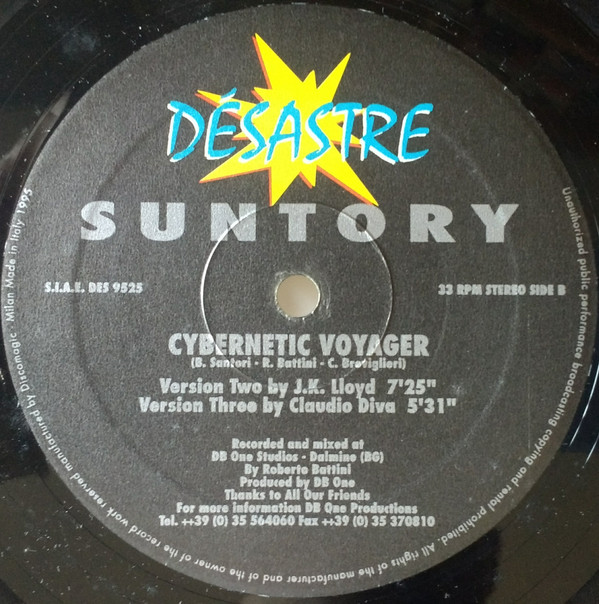 DÉSASTRE
SUNTORY
S.I.A.E. DES 9525
33 RPM STEREO SIDE B
CYBERNETIC VOYAGER
(B. Santori - R. Battini - C. Breviglieri)
Version Two by J.K. Lloyd 7'25"
Version Three by Claudio Diva 5'31"
Recorded and mixed at
DB One Studios - Dalmine (BG)
By Roberto Battini
Produced by DB One
Thanks to All Our Friends
For more information DB One Productions
Tel. ++39 (0) 35 564060 Fax ++39 (0) 35 370810
Unauthorized public performance broadcasting copying and rental prohibited. All rights of the manufacturer and of the owner of the record work reserved manufactured by Discomagic - Milan Made in Italy 1995